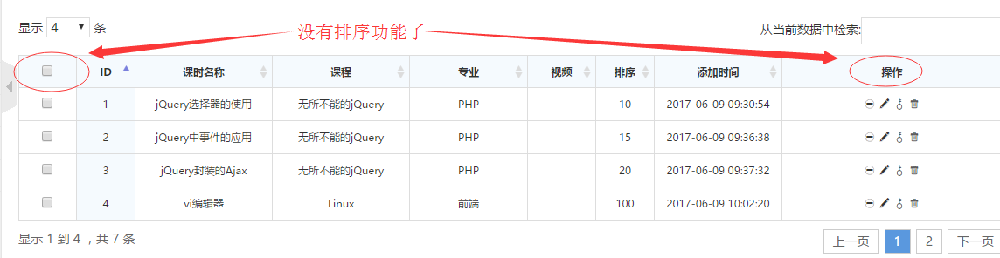 显示 4 条
从当前数据中检索:
没有排序功能了
ID 课时名称 课程 专业 视频 排序 添加时间 操作
1 jQuery选择器的使用 无所不能的jQuery PHP 10 2017-06-09 09:30:54
2 jQuery中事件的应用 无所不能的jQuery PHP 15 2017-06-09 09:36:38
3 jQuery封装的Ajax 无所不能的jQuery PHP 20 2017-06-09 09:37:32
4 vi编辑器 Linux 前端 100 2017-06-09 10:02:20
显示 1 到 4 ，共 7 条
上一页 1 2 下一页